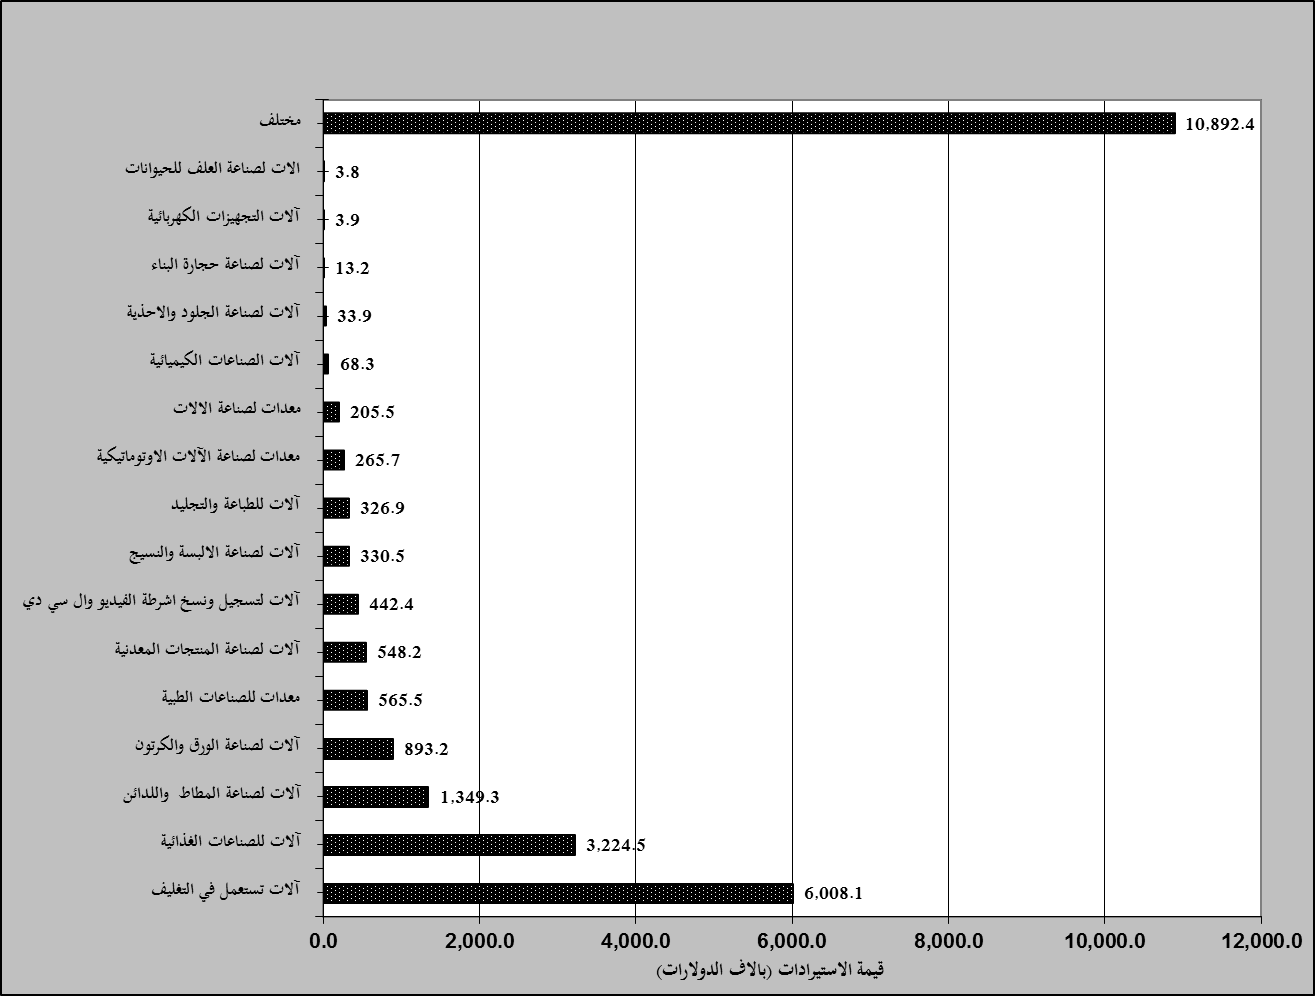 مختلف
10,892.4
الات لصناعة العلف للحيوانات
3.8
آلات التجهيزات الكهربائية
3.9
آلات لصناعة حجارة البناء
13.2
آلات لصناعة الجلود والاحذية
33.9
آلات الصناعات الكيميائية
68.3
معدات لصناعة الالات
205.5
معدات لصناعة الآلات الاوتوماتيكية
265.7
آلات للطباعة والتجليد
326.9
آلات لصناعة الالبسة والنسيج
330.5
آلات لتسجيل ونسخ اشرطة الفيديو وال سي دي
442.4
آلات لصناعة المنتجات المعدنية
548.2
معدات للصناعات الطبية
565.5
آلات لصناعة الورق والكرتون
893.2
آلات لصناعة المطاط واللدائن
1,349.3
آلات للصناعات الغذائية
3,224.5
آلات تستعمل في التغليف
6,008.1
0.0 2,000.0 4,000.0 6,000.0 8,000.0 10,000.0 12,000.0
قيمة الاستيرادات (بالاف الدولارات)